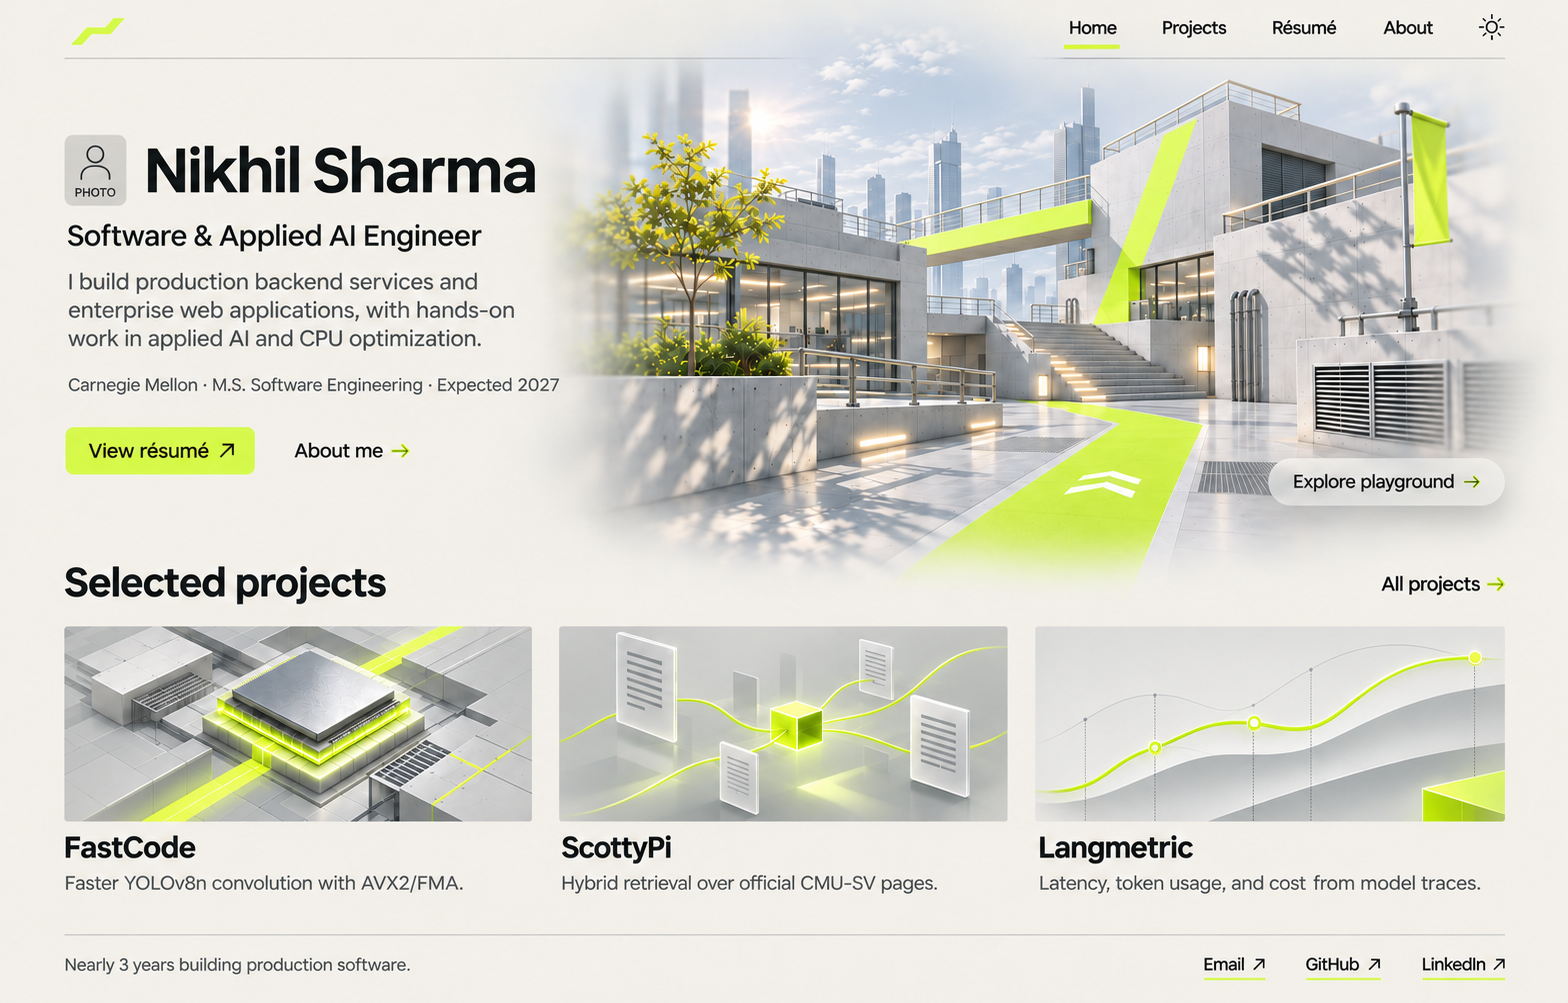 Home
Projects
Résumé
About
PHOTO
Nikhil Sharma
Software & Applied AI Engineer
I build production backend services and
enterprise web applications, with hands-on
work in applied AI and CPU optimization.
Carnegie Mellon · M.S. Software Engineering · Expected 2027
View résumé ↗
About me →
Explore playground →
Selected projects
All projects →
FastCode
Faster YOLOv8n convolution with AVX2/FMA.
ScottyPi
Hybrid retrieval over official CMU-SV pages.
Langmetric
Latency, token usage, and cost from model traces.
Nearly 3 years building production software.
Email ↗
GitHub ↗
LinkedIn ↗